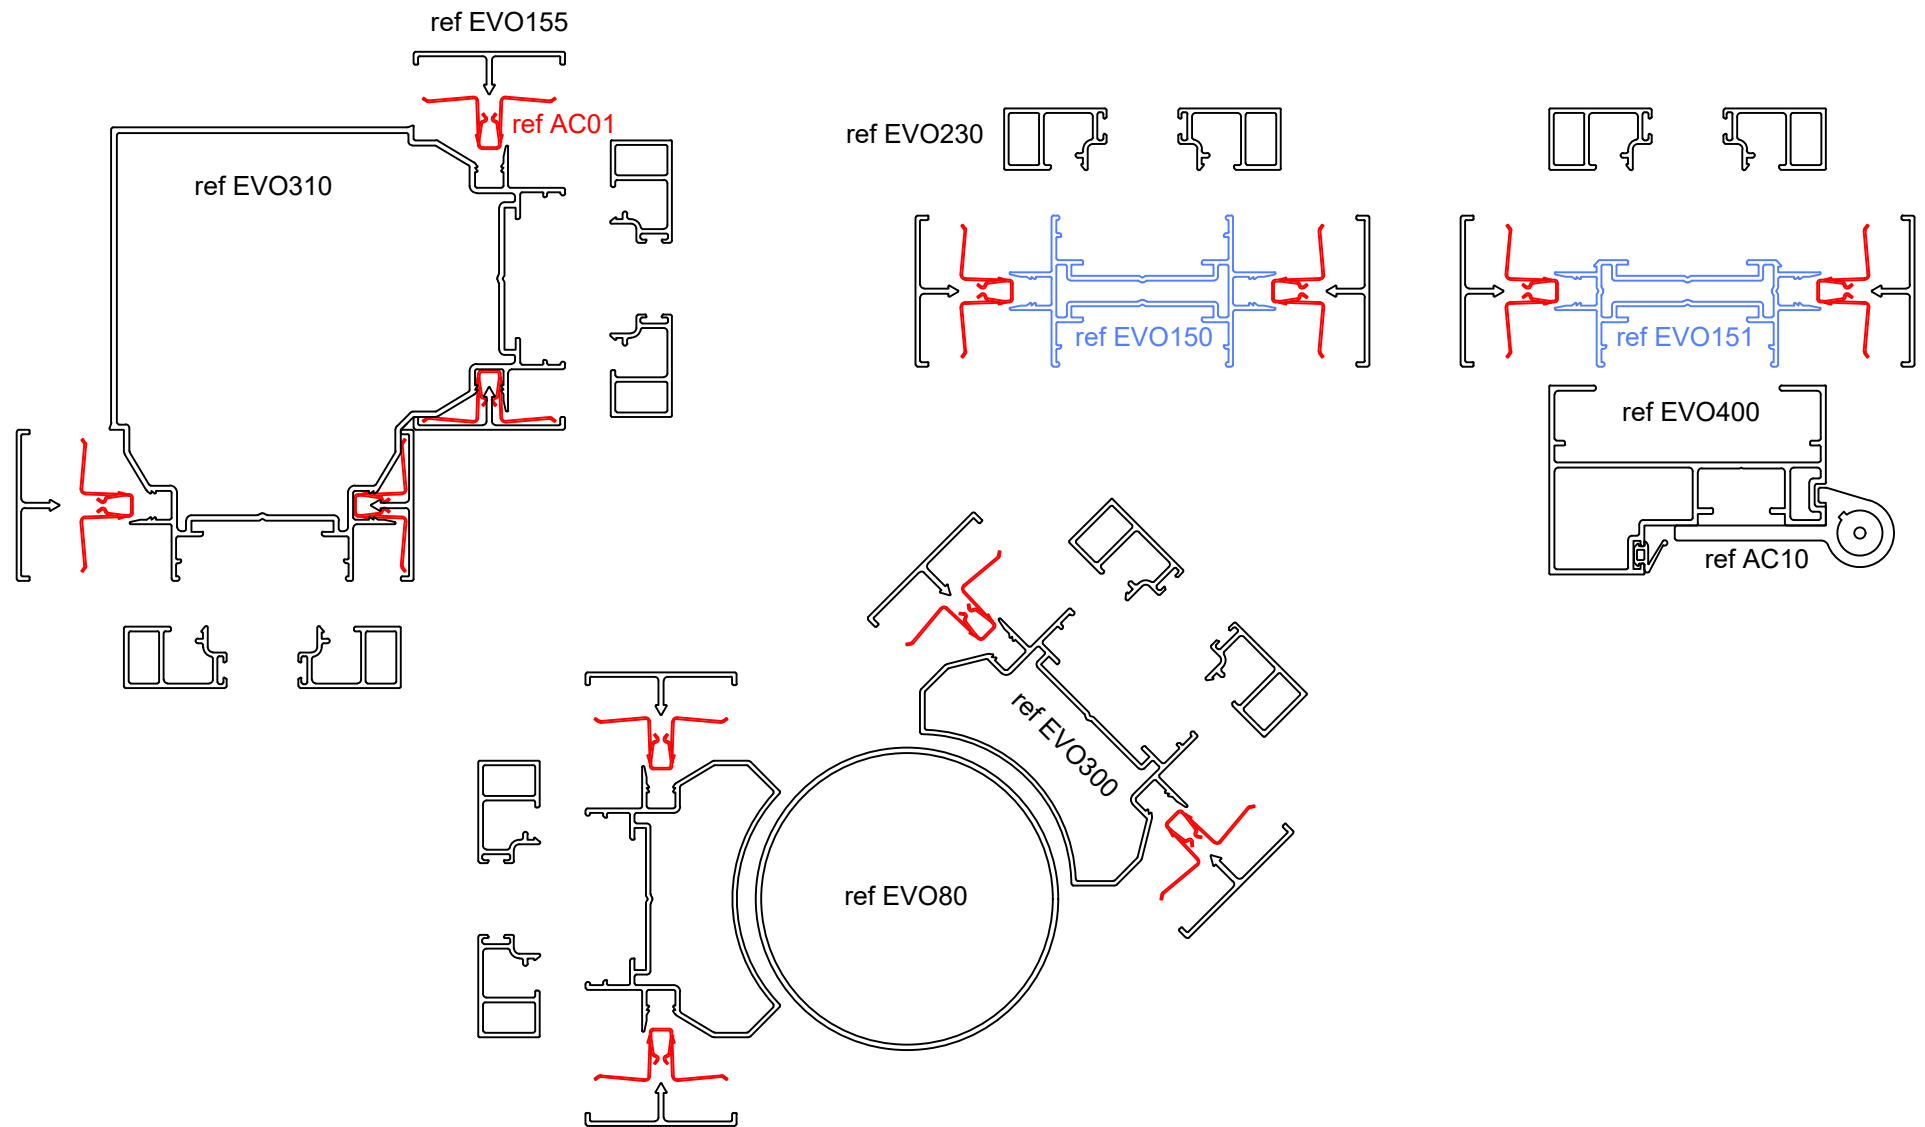 ref EVO155
ref AC01
ref EVO310
ref EVO230
ref EVO150
ref EVO151
ref EVO400
ref AC10
ref EVO300
ref EVO80